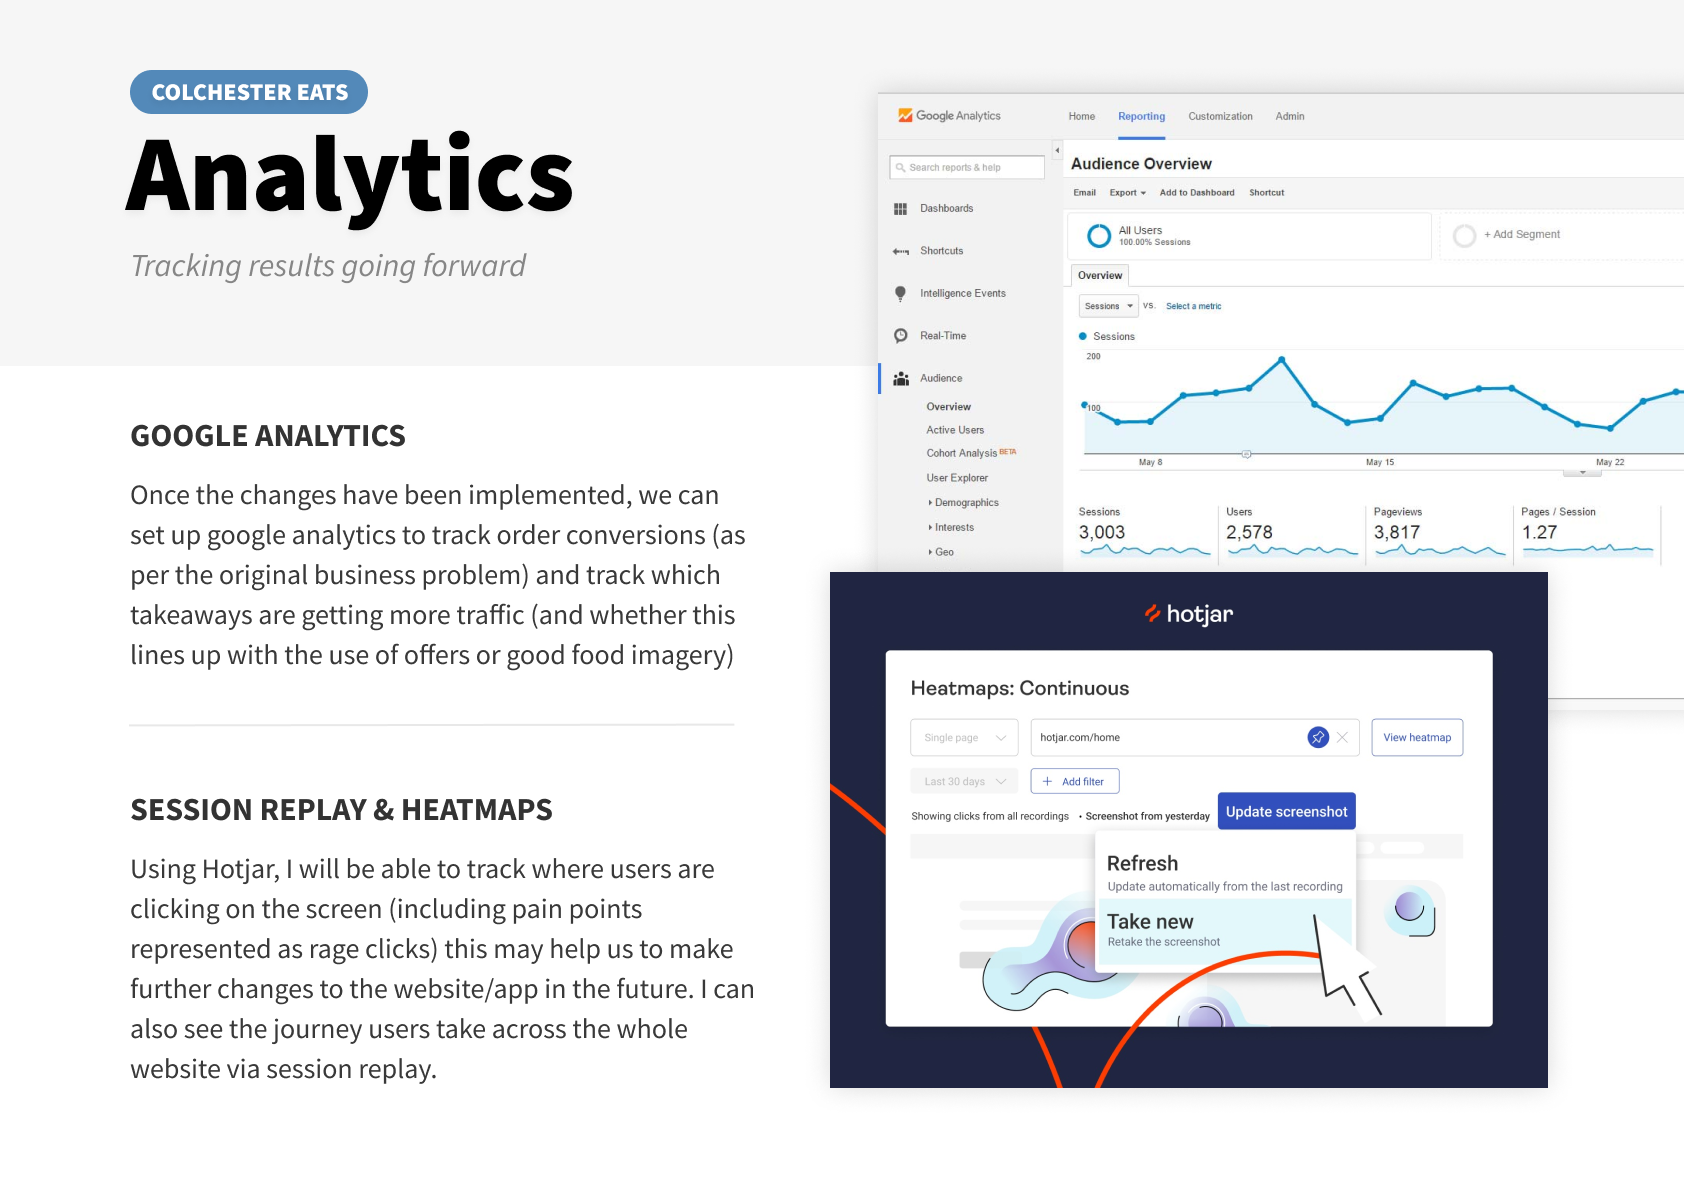 COLCHESTER EATS
Analytics
Tracking results going forward
GOOGLE ANALYTICS
Once the changes have been implemented, we can
set up google analytics to track order conversions (as
per the original business problem) and track which
takeaways are getting more traffic (and whether this
lines up with the use of offers or good food imagery)
SESSION REPLAY & HEATMAPS
Using Hotjar, I will be able to track where users are
clicking on the screen (including pain points
represented as rage clicks) this may help us to make
further changes to the website/app in the future. I can
also see the journey users take across the whole
website via session replay.
Google Analytics
Home Reporting Customization Admin
Search reports & help
Dashboards
Shortcuts
Intelligence Events
Real-Time
Audience
Overview
Active Users
Cohort Analysis BETA
User Explorer
Demographics
Interests
Geo
Audience Overview
Email Export Add to Dashboard Shortcut
All Users
100.00% Sessions
+ Add Segment
Overview
Sessions VS. Select a metric
Sessions
200
100
May 8 May 15 May 22
Sessions Users Pageviews Pages / Session
3,003 2,578 3,817 1.27
hotjar
Heatmaps: Continuous
Single page hotjar.com/home View heatmap
Last 30 days + Add filter
Showing clicks from all recordings • Screenshot from yesterday Update screenshot
Refresh
Update automatically from the last recording
Take new
Retake the screenshot